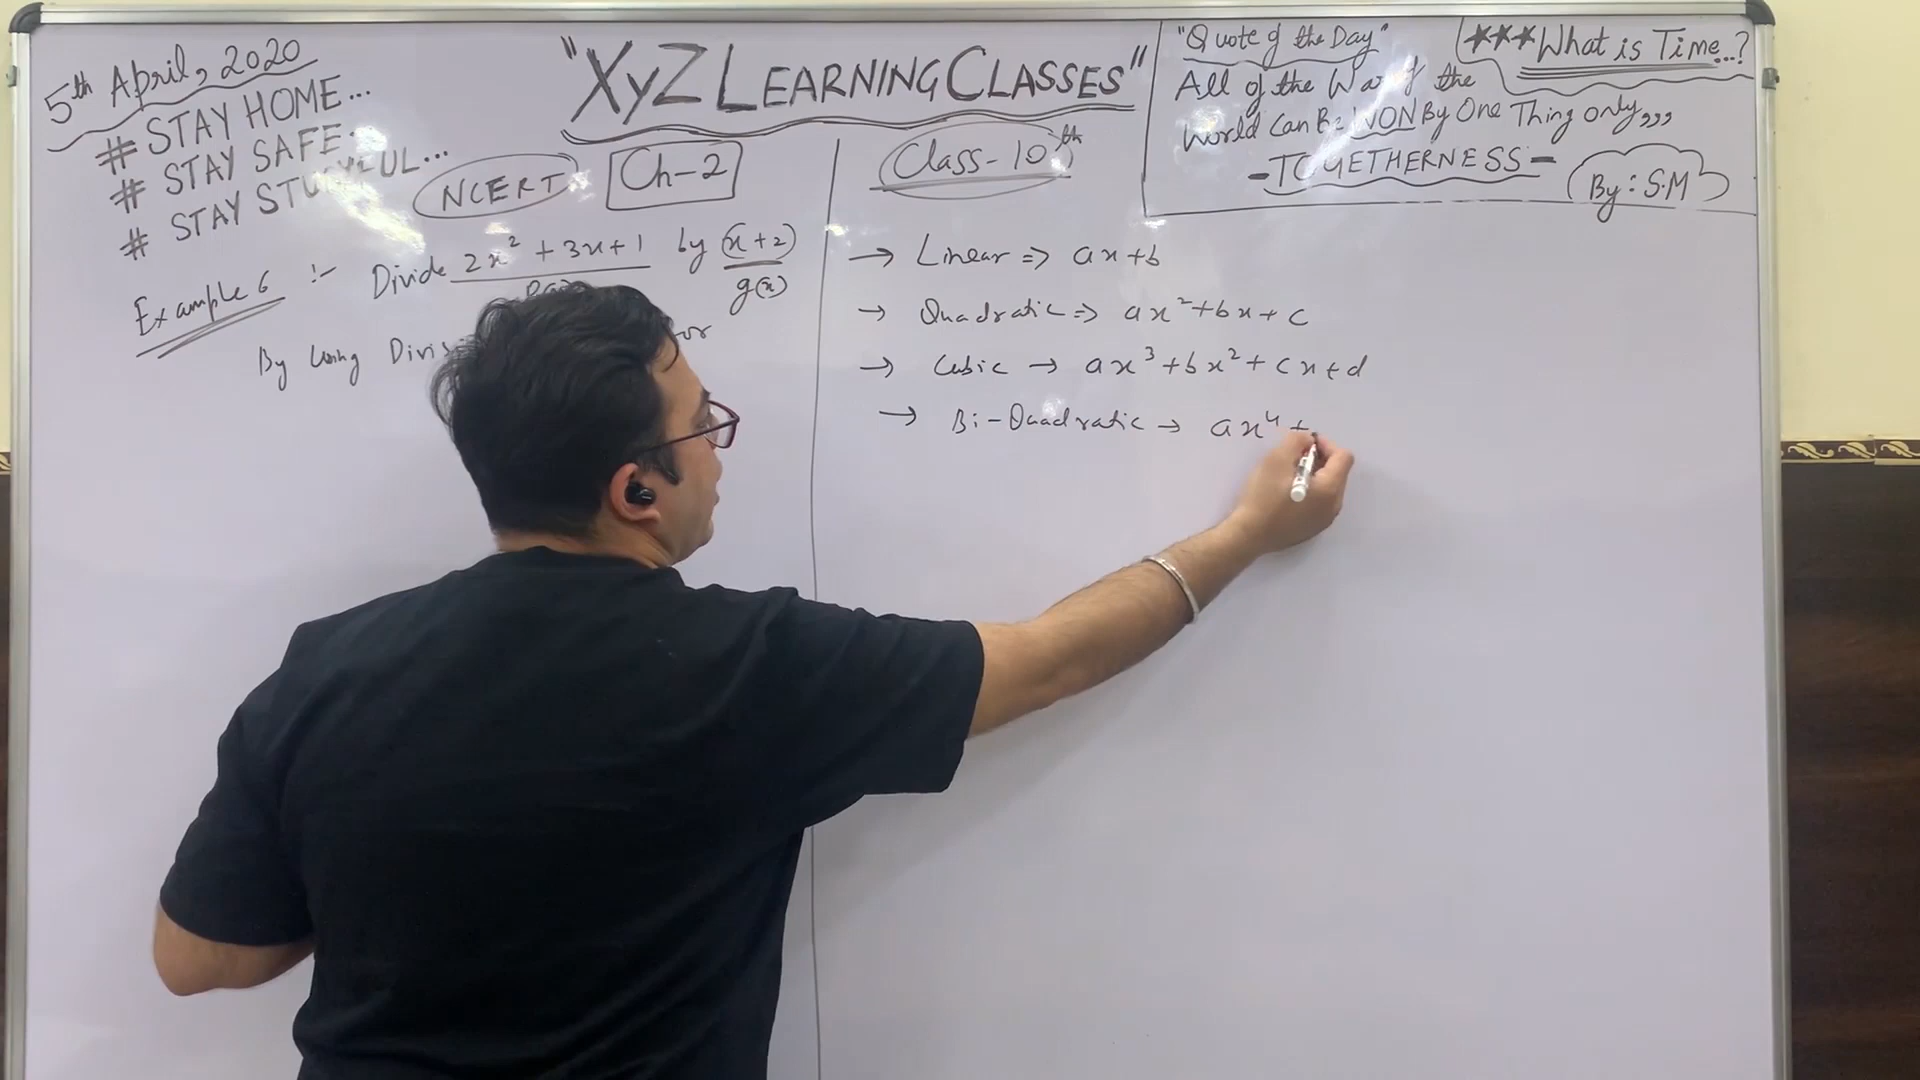 5th April, 2020
# STAY HOME...
# STAY SAFE
# STAY
"XyZ LEARNING CLASSES"
"Quote of the Day"
All of the War of the
World Can Be WON By One Thing only,,,
-TOGETHERNESS-
By: S.M
***What is Time...?
NCERT
Ch-2
Class-10th
Example 6 :- Divide 2x² + 3x + 1 by (x + 2)
g(x)
By Using
→ Linear => ax+b
→ Quadratic => ax²+bx+c
→ Cubic → ax³+bx²+cx+d
→ Bi-Quadratic → ax⁴ +